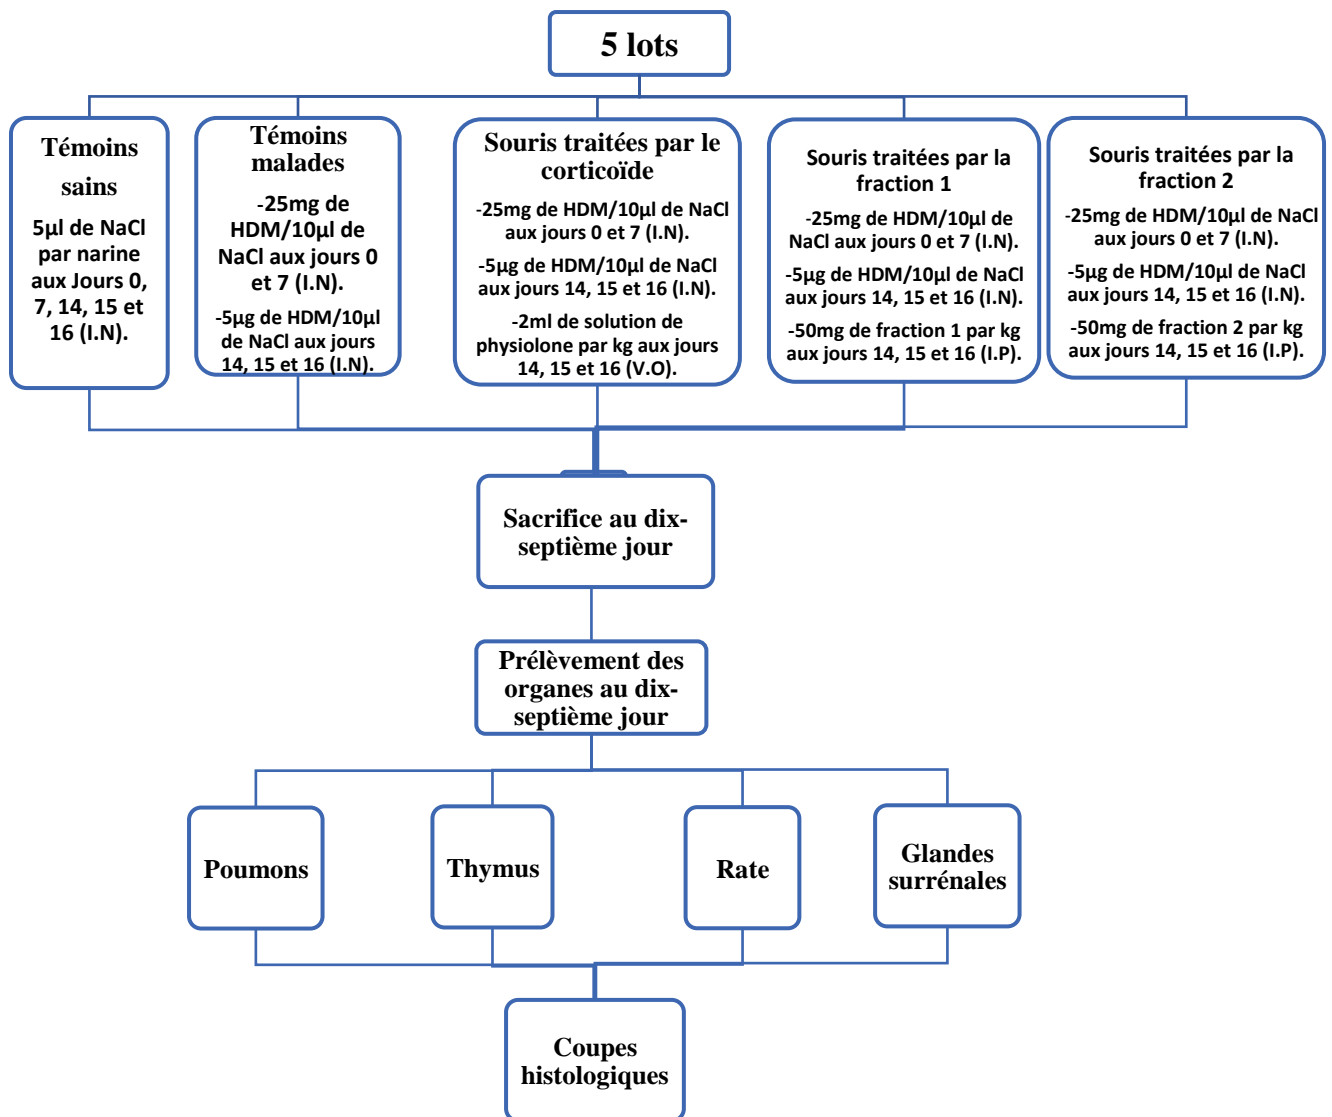 5 lots
Témoins
sains
5µl de NaCl
par narine
aux Jours 0,
7, 14, 15 et
16 (I.N).
Témoins
malades
-25mg de
HDM/10µl de
NaCl aux jours 0
et 7 (I.N).
-5µg de HDM/10µl
de NaCl aux jours
14, 15 et 16 (I.N).
Souris traitées par le
corticoïde
-25mg de HDM/10µl de NaCl
aux jours 0 et 7 (I.N).
-5µg de HDM/10µl de NaCl
aux jours 14, 15 et 16 (I.N).
-2ml de solution de
physiolone par kg aux jours
14, 15 et 16 (V.O).
Souris traitées par la
fraction 1
-25mg de HDM/10µl de
NaCl aux jours 0 et 7 (I.N).
-5µg de HDM/10µl de NaCl
aux jours 14, 15 et 16 (I.N).
-50mg de fraction 1 par kg
aux jours 14, 15 et 16 (I.P).
Souris traitées par la
fraction 2
-25mg de HDM/10µl de NaCl
aux jours 0 et 7 (I.N).
-5µg de HDM/10µl de NaCl
aux jours 14, 15 et 16 (I.N).
-50mg de fraction 2 par kg
aux jours 14, 15 et 16 (I.P).
Sacrifice au dix-
septième jour
Prélèvement des
organes au dix-
septième jour
Poumons
Thymus
Rate
Glandes
surrénales
Coupes
histologiques